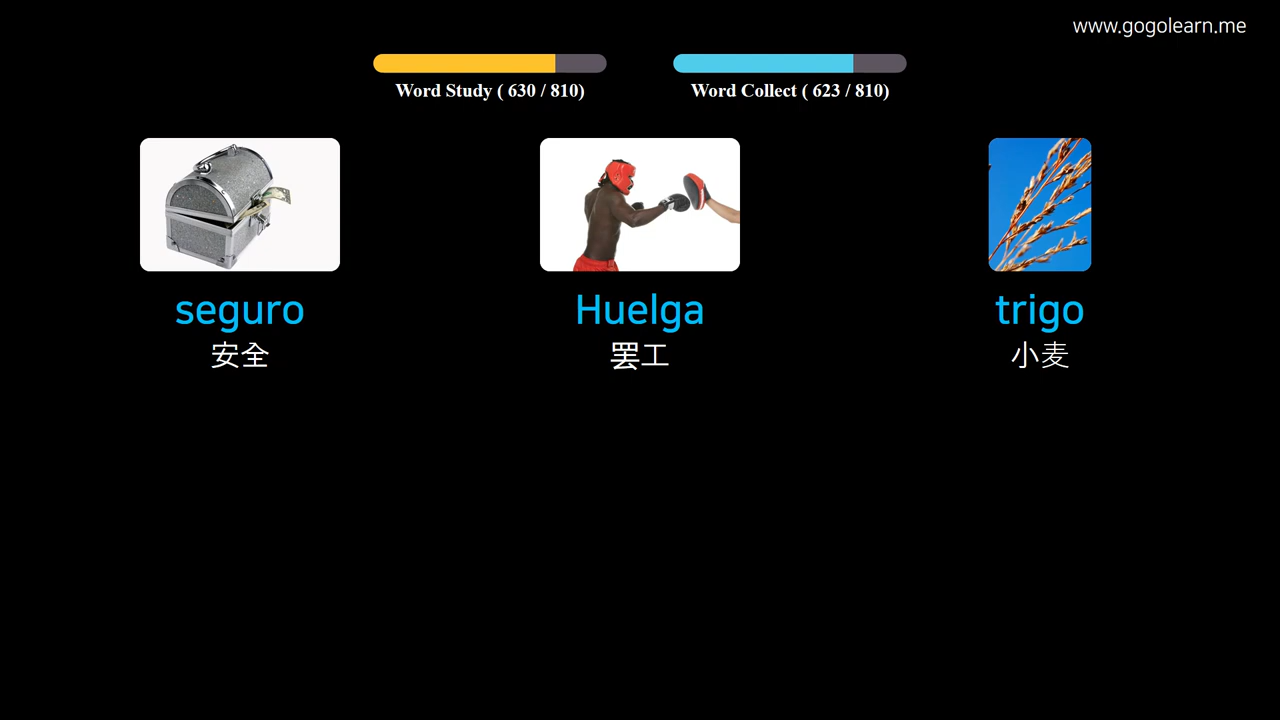 www.gogolearn.me
Word Study ( 630 / 810)
Word Collect ( 623 / 810)
seguro
安全
Huelga
罢工
trigo
小麦